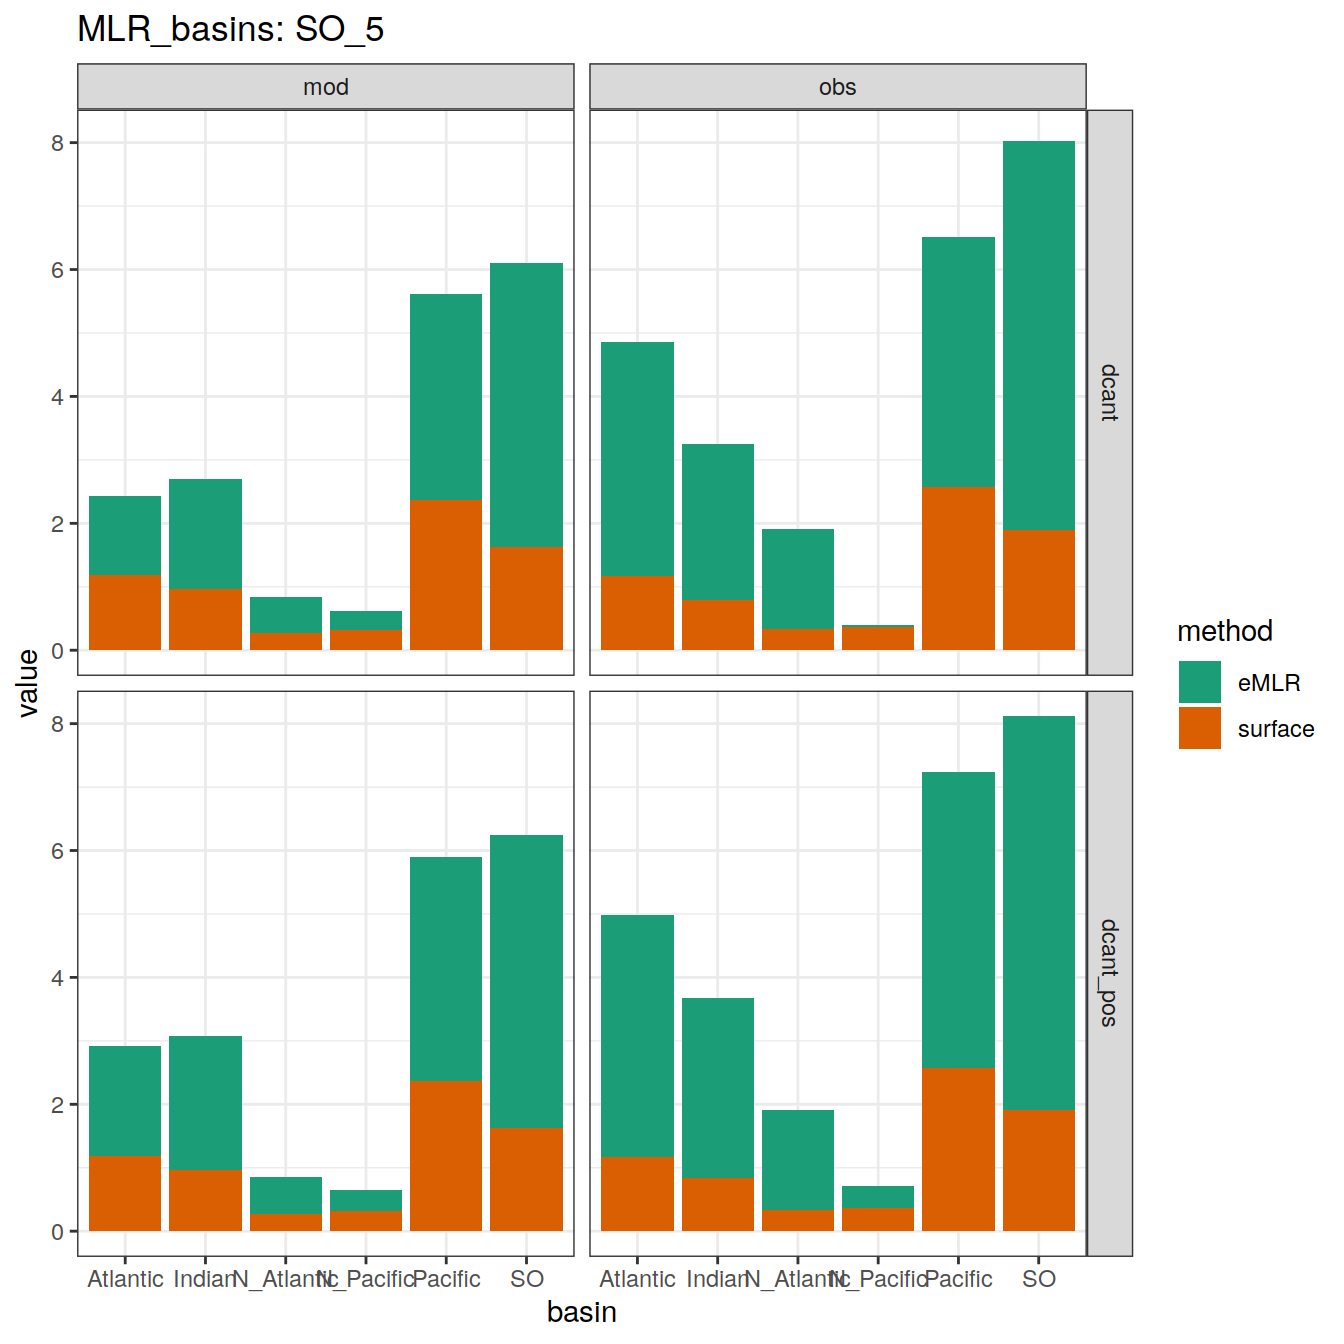 MLR_basins: SO_5
mod
obs
8
6
4
2
0
dcant
value
8
6
4
2
0
dcant_pos
method
eMLR
surface
Atlantic Indian N_Atlantic N_Pacific Pacific SO
Atlantic Indian N_Atlantic N_Pacific Pacific SO
basin